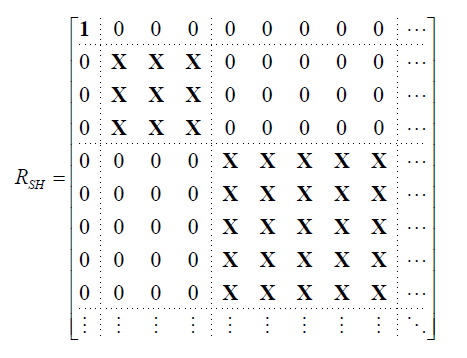 1 0 0 0 0 0 0 0 0 ⋯
0 X X X 0 0 0 0 0 ⋯
0 X X X 0 0 0 0 0 ⋯
0 X X X 0 0 0 0 0 ⋯
0 0 0 0 X X X X X ⋯
R_SH = 0 0 0 0 X X X X X ⋯
0 0 0 0 X X X X X ⋯
0 0 0 0 X X X X X ⋯
0 0 0 0 X X X X X ⋯
⋮ ⋮ ⋮ ⋮ ⋮ ⋮ ⋮ ⋮ ⋮ ⋱